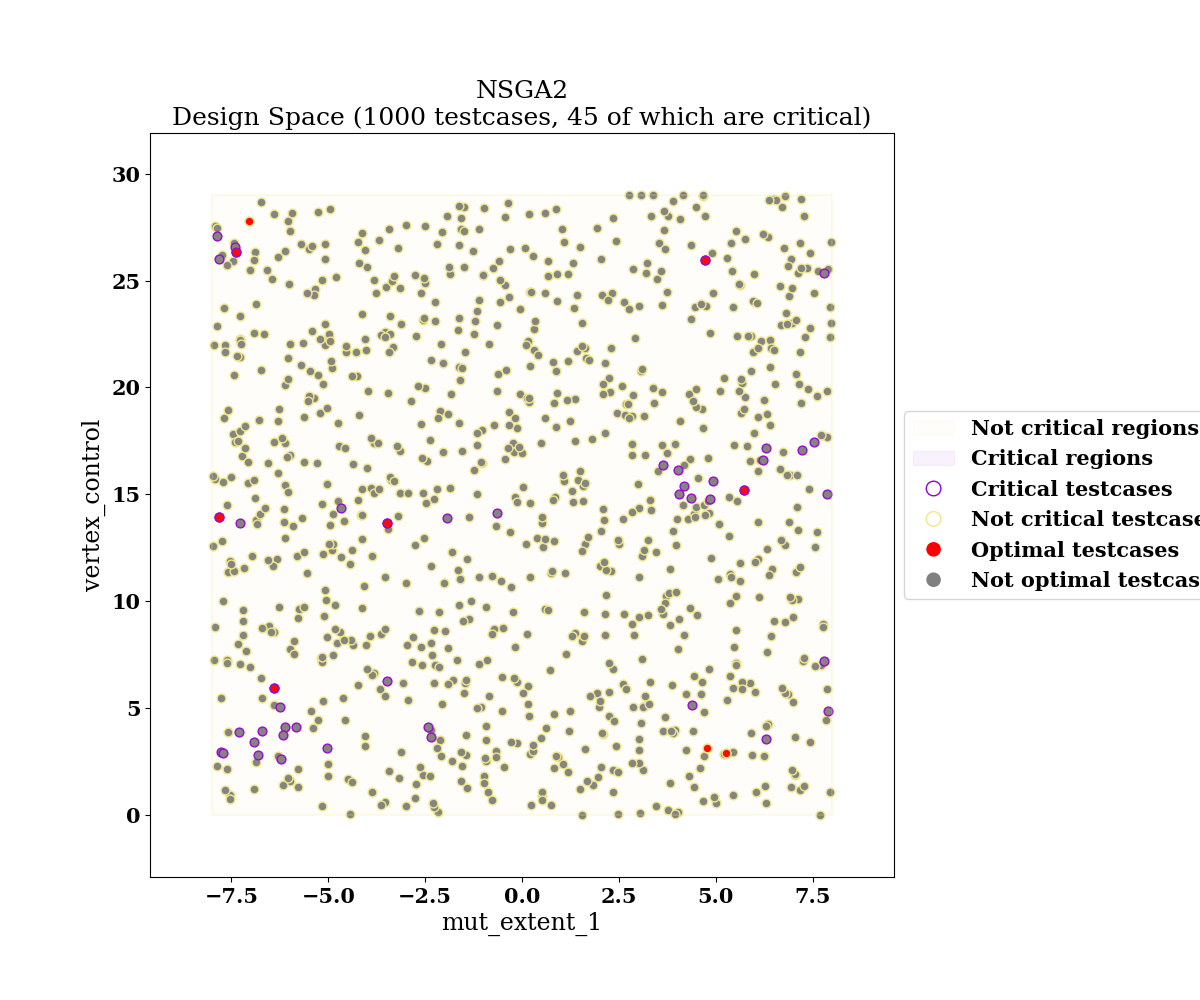 NSGA2
Design Space (1000 testcases, 45 of which are critical)
30
25
20
15
10
5
0
vertex_control
−7.5 −5.0 −2.5 0.0 2.5 5.0 7.5
mut_extent_1
Not critical regions
Critical regions
Critical testcases
Not critical testcase
Optimal testcases
Not optimal testcas